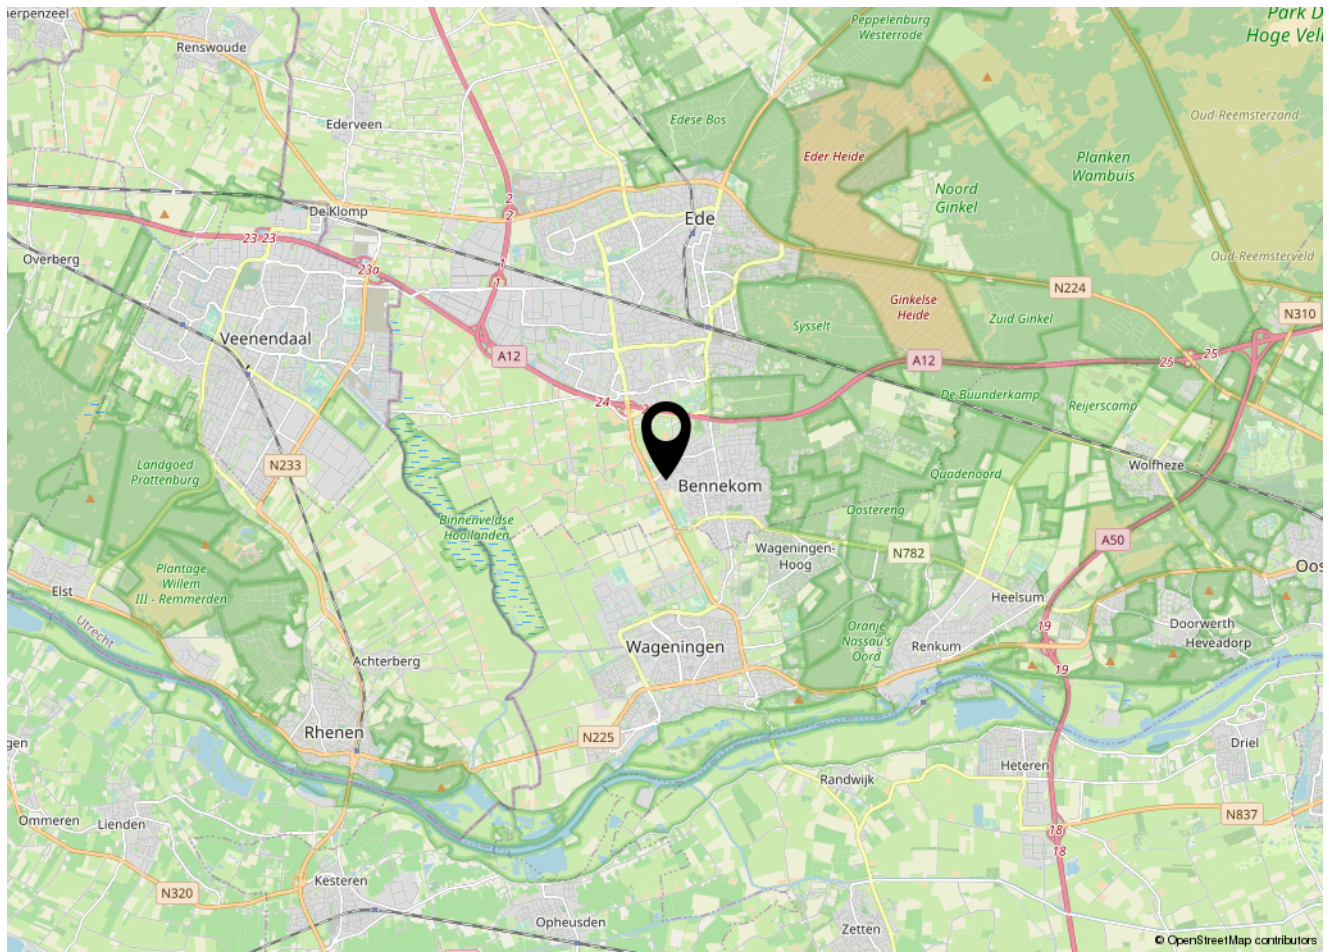 herpenzeel
Renswoude
Peppelenburg
Westerrode
Park D
Hoge Velu
Ederveen
Edese Bos
Eder Heide
Oud-Reemsterzand
Planken
Wambuis
Noord
Ginkel
De Klomp
2
2
Ede
23 23
Overberg
23a
1
1
Oud-Reemsterveld
N224
Ginkelse
Heide
Zuid Ginkel
N310
Sysselt
Veenendaal
A12
A12
25
25
De Buunderkamp
24
Reijerscamp
Landgoed
Prattenburg
N233
Wolfheze
Quadenoord
Bennekom
Oostereng
Binnenveldse
Hooilanden
A50
Wageningen-
Hoog
N782
Plantage
Willem
III - Remmerden
Elst
Oos
Heelsum
Utrecht
Oranje
Nassau's
Oord
19
Doorwerth
Heveadorp
Wageningen
Renkum
Achterberg
19
Rhenen
N225
Driel
gen
Heteren
Randwijk
Ommeren
Lienden
N837
18
18
Kesteren
N320
Opheusden
Zetten
© OpenStreetMap contributors